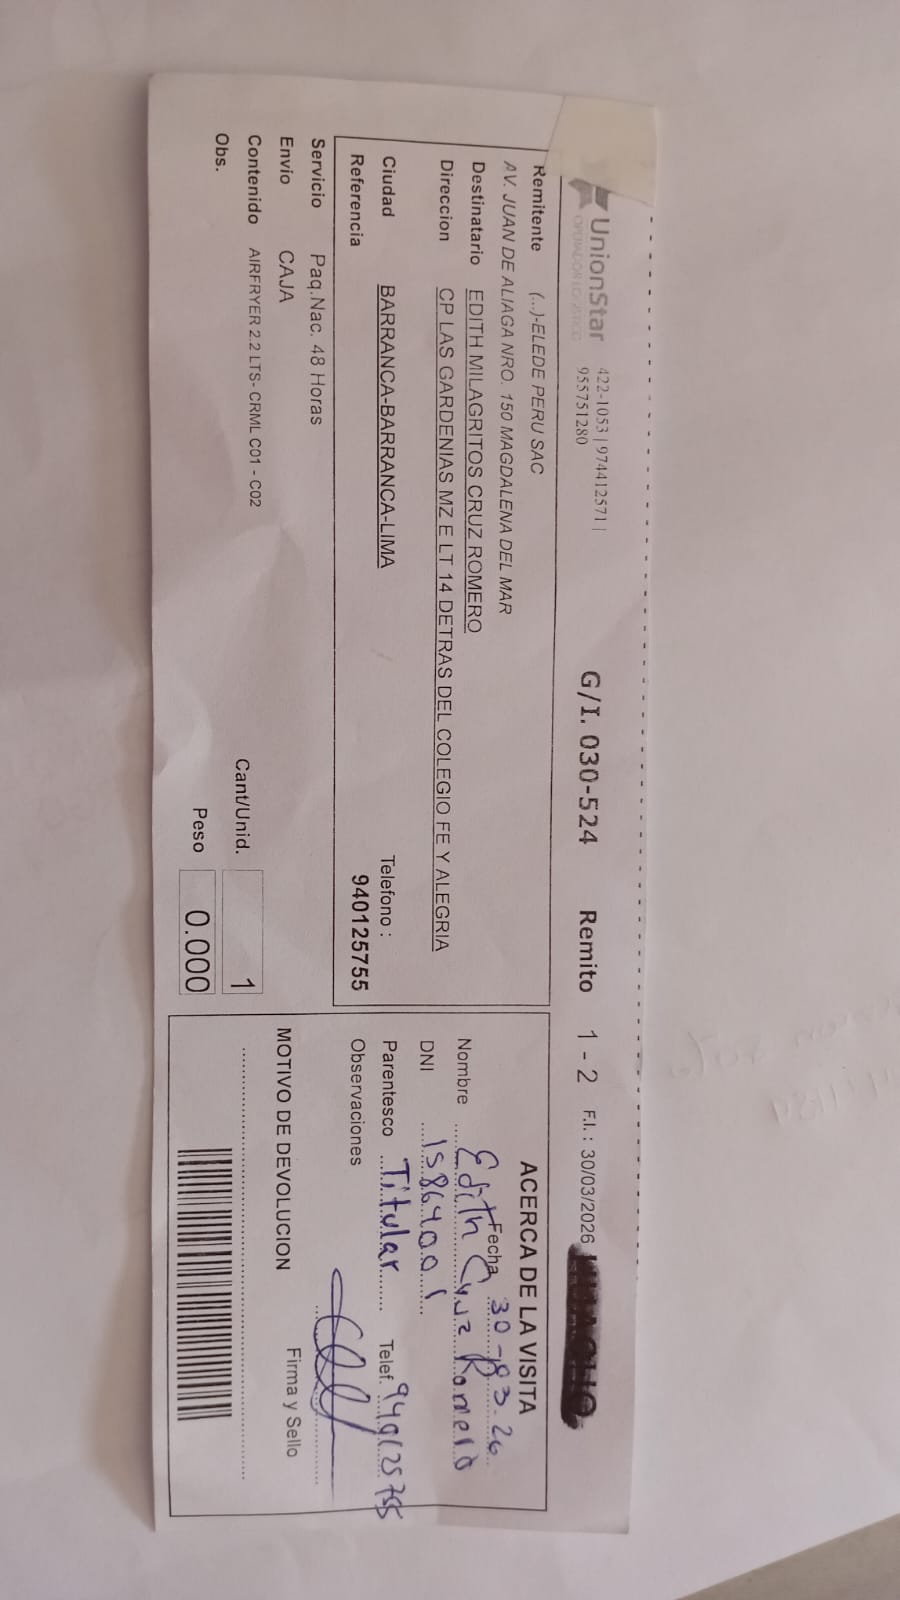 UnionStar
OPERADOR LOGISTICO
422-1053 | 974412571 |
955751280
G/I. 030-524 Remito 1 - 2 F.I. : 30/03/2026
Remitente (...)-ELEDE PERU SAC
AV. JUAN DE ALIAGA NRO. 150 MAGDALENA DEL MAR
Destinatario EDITH MILAGRITOS CRUZ ROMERO
Direccion CP LAS GARDENIAS MZ E LT 14 DETRAS DEL COLEGIO FE Y ALEGRIA
Ciudad BARRANCA-BARRANCA-LIMA Telefono :
Referencia 940125755
Servicio Paq.Nac. 48 Horas
Envio CAJA
Contenido AIRFRYER 2.2 LTS- CRML C01 - C02
Cant/Unid. 1
Obs.
Peso 0.000
ACERCA DE LA VISITA
Fecha 30-03-26
Nombre Edith Cruz Romero
DNI 15864001
Parentesco Titular Telef. 940125755
Observaciones
Firma y Sello
MOTIVO DE DEVOLUCION